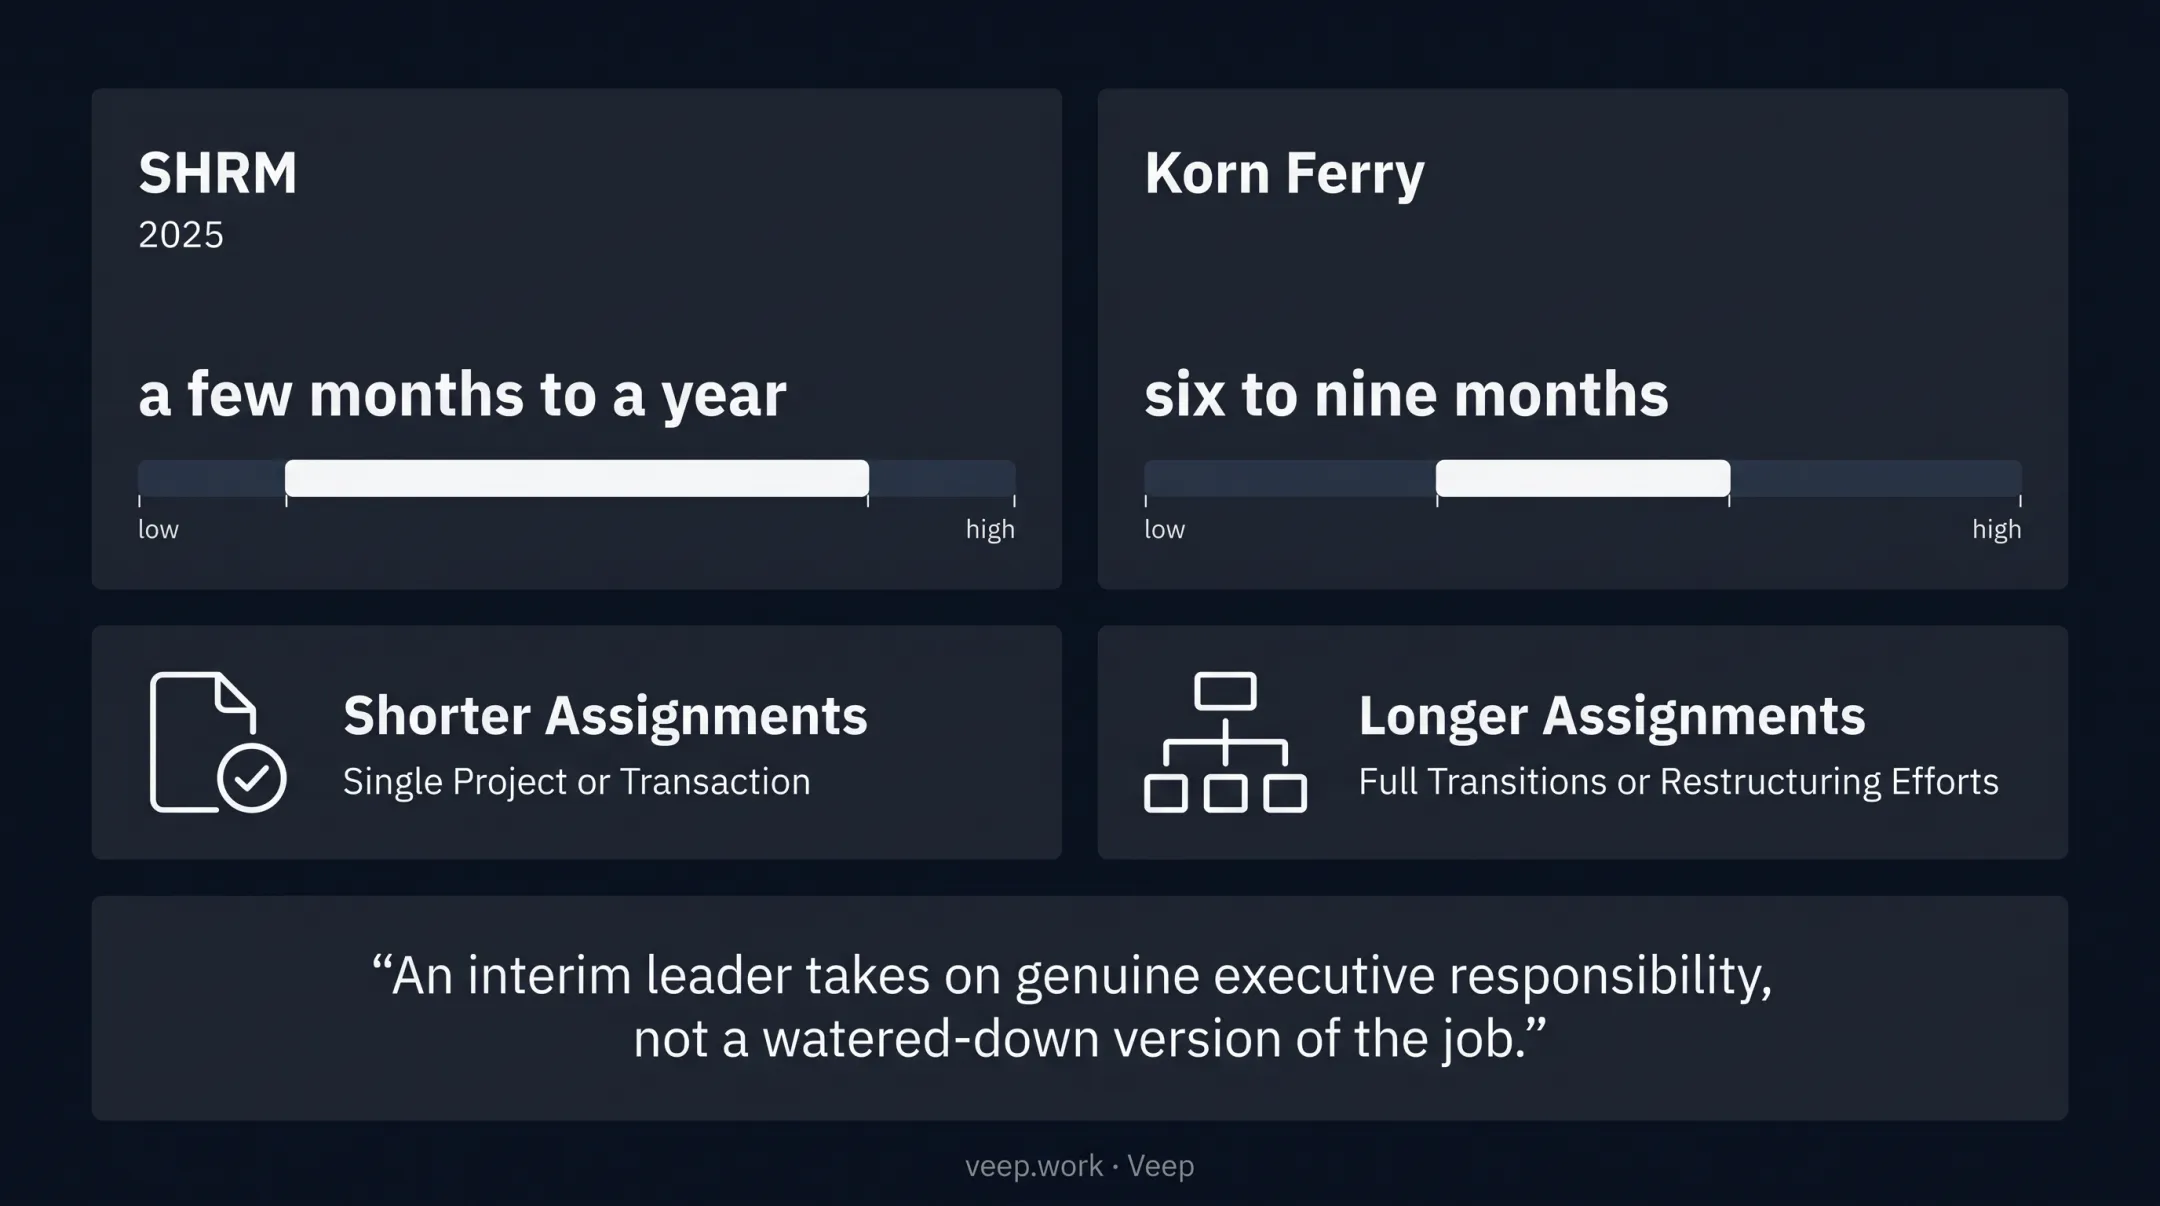 SHRM
2025
a few months to a year
low
high
Korn Ferry
six to nine months
low
high
Shorter Assignments
Single Project or Transaction
Longer Assignments
Full Transitions or Restructuring Efforts
“An interim leader takes on genuine executive responsibility,
not a watered-down version of the job.”
veep.work · Veep